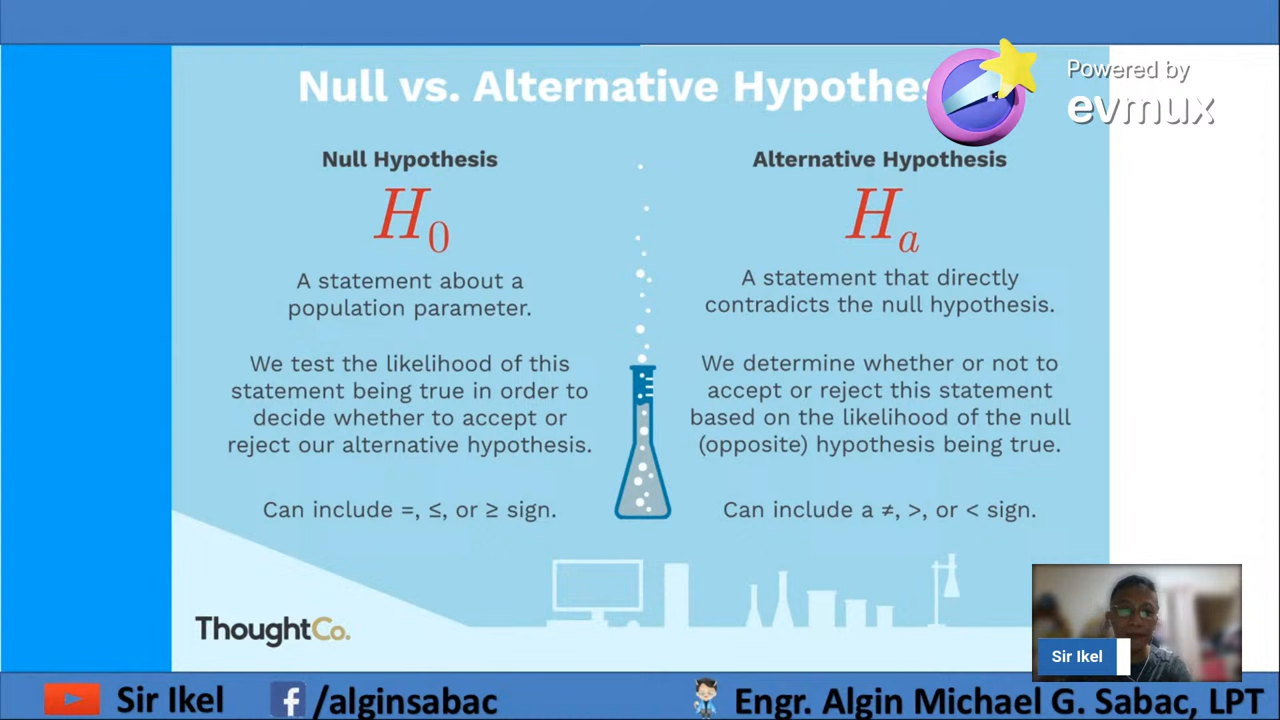 Null vs. Alternative Hypothes
Powered by
evmux
Null Hypothesis
H0
A statement about a
population parameter.
We test the likelihood of this
statement being true in order to
decide whether to accept or
reject our alternative hypothesis.
Can include =, ≤, or ≥ sign.
Alternative Hypothesis
Ha
A statement that directly
contradicts the null hypothesis.
We determine whether or not to
accept or reject this statement
based on the likelihood of the null
(opposite) hypothesis being true.
Can include a ≠, >, or < sign.
ThoughtCo.
Sir Ikel
Sir Ikel
/alginsabac
Engr. Algin Michael G. Sabac, LPT